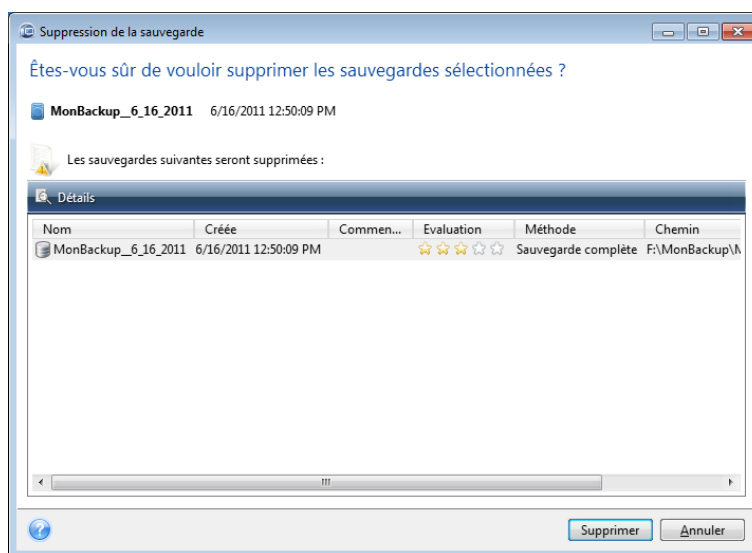 Suppression de la sauvegarde
Êtes-vous sûr de vouloir supprimer les sauvegardes sélectionnées ?
MonBackup__6_16_2011 6/16/2011 12:50:09 PM
Les sauvegardes suivantes seront supprimées :
Détails
Nom Créée Commen... Evaluation Méthode Chemin
MonBackup__6_16_2011 6/16/2011 12:50:09 PM Sauvegarde complète F:\MonBackup\M
Supprimer Annuler